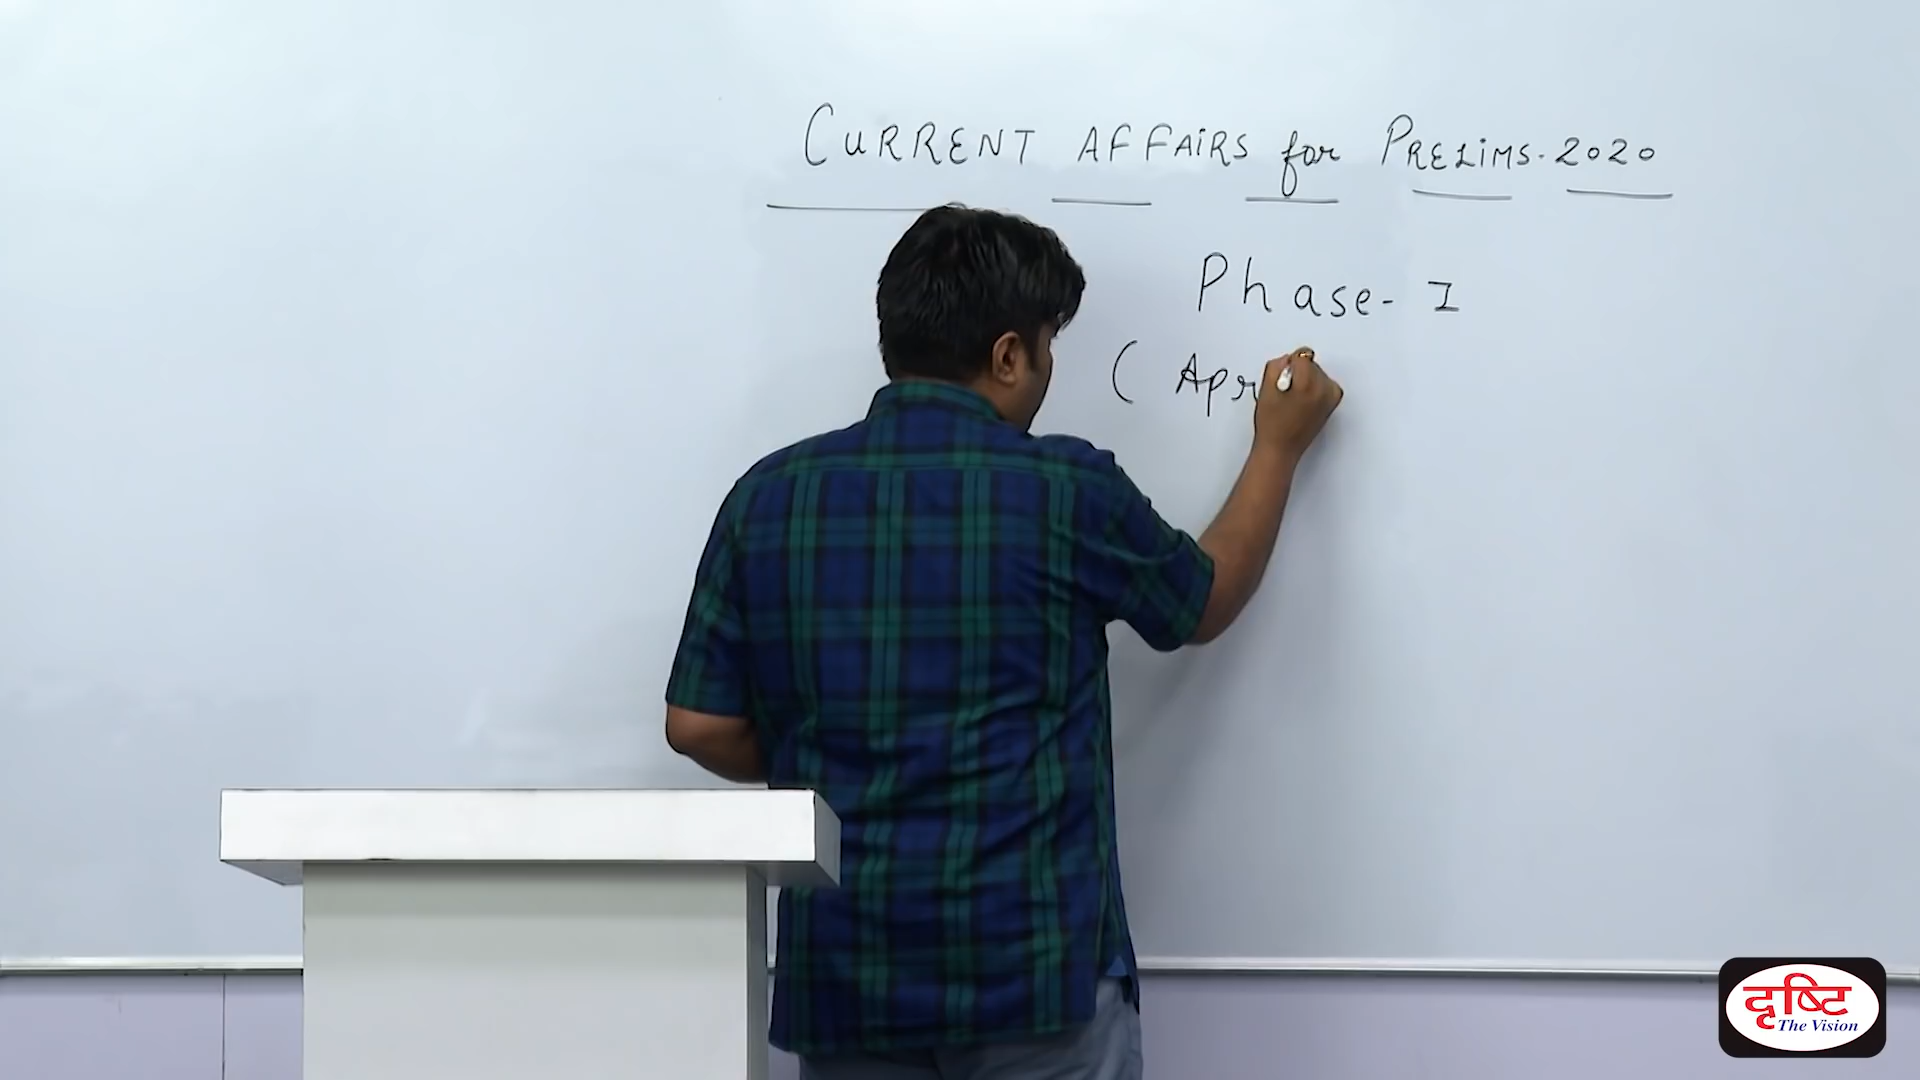 CURRENT AFFAiRS for PRELiMS-2020
Phase- I
( Apr
दृष्टि
The Vision